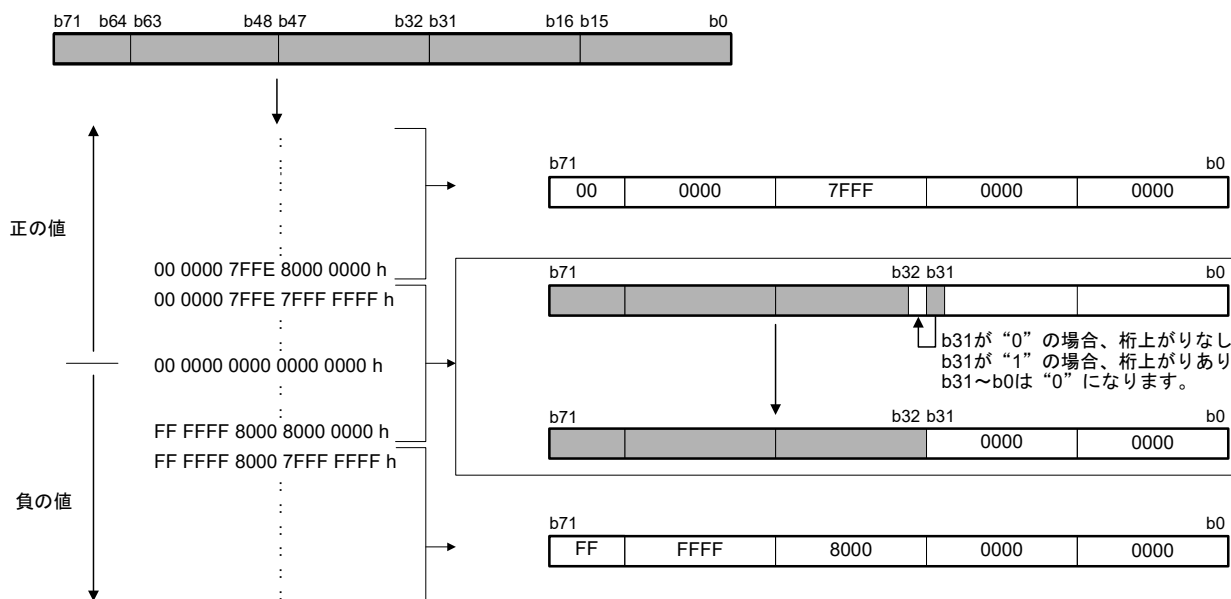 b71 b64 b63 b48 b47 b32 b31 b16 b15 b0
正の値
00 0000 7FFE 8000 0000 h
00 0000 7FFE 7FFF FFFF h
00 0000 0000 0000 0000 h
FF FFFF 8000 8000 0000 h
FF FFFF 8000 7FFF FFFF h
負の値
b71 b0
00 0000 7FFF 0000 0000
b71 b32 b31 b0
b31が“0”の場合、桁上がりなし
b31が“1”の場合、桁上がりあり
b31～b0は“0”になります。
b71 b32 b31 b0
0000 0000
b71 b0
FF FFFF 8000 0000 0000